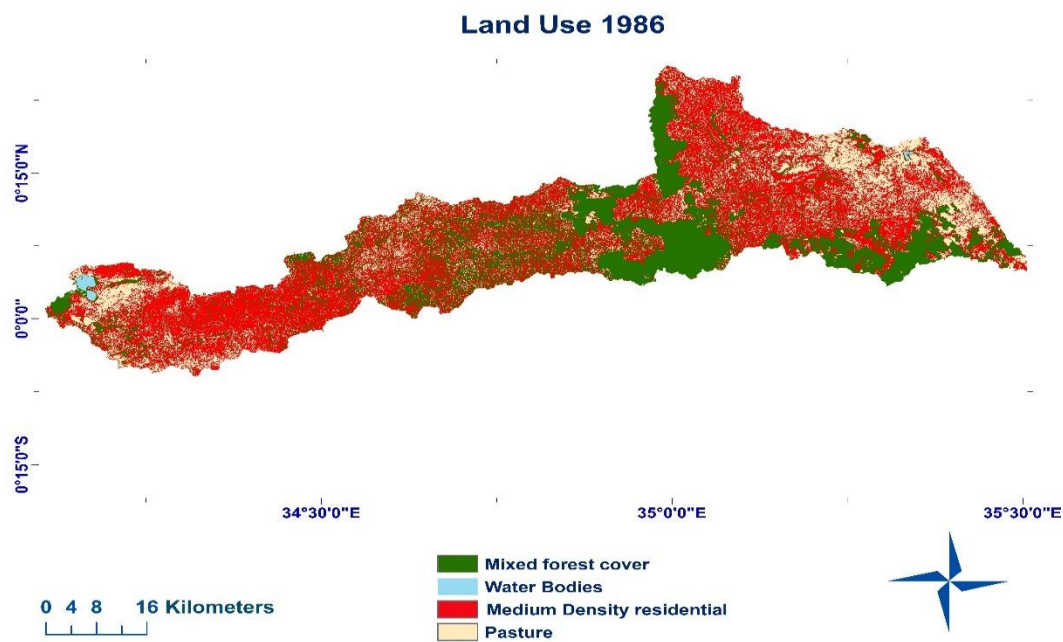 Land Use 1986
0°15'0"N
0°0'0"
0°15'0"S
34°30'0"E 35°0'0"E 35°30'0"E
Mixed forest cover
Water Bodies
Medium Density residential
Pasture
0 4 8 16 Kilometers